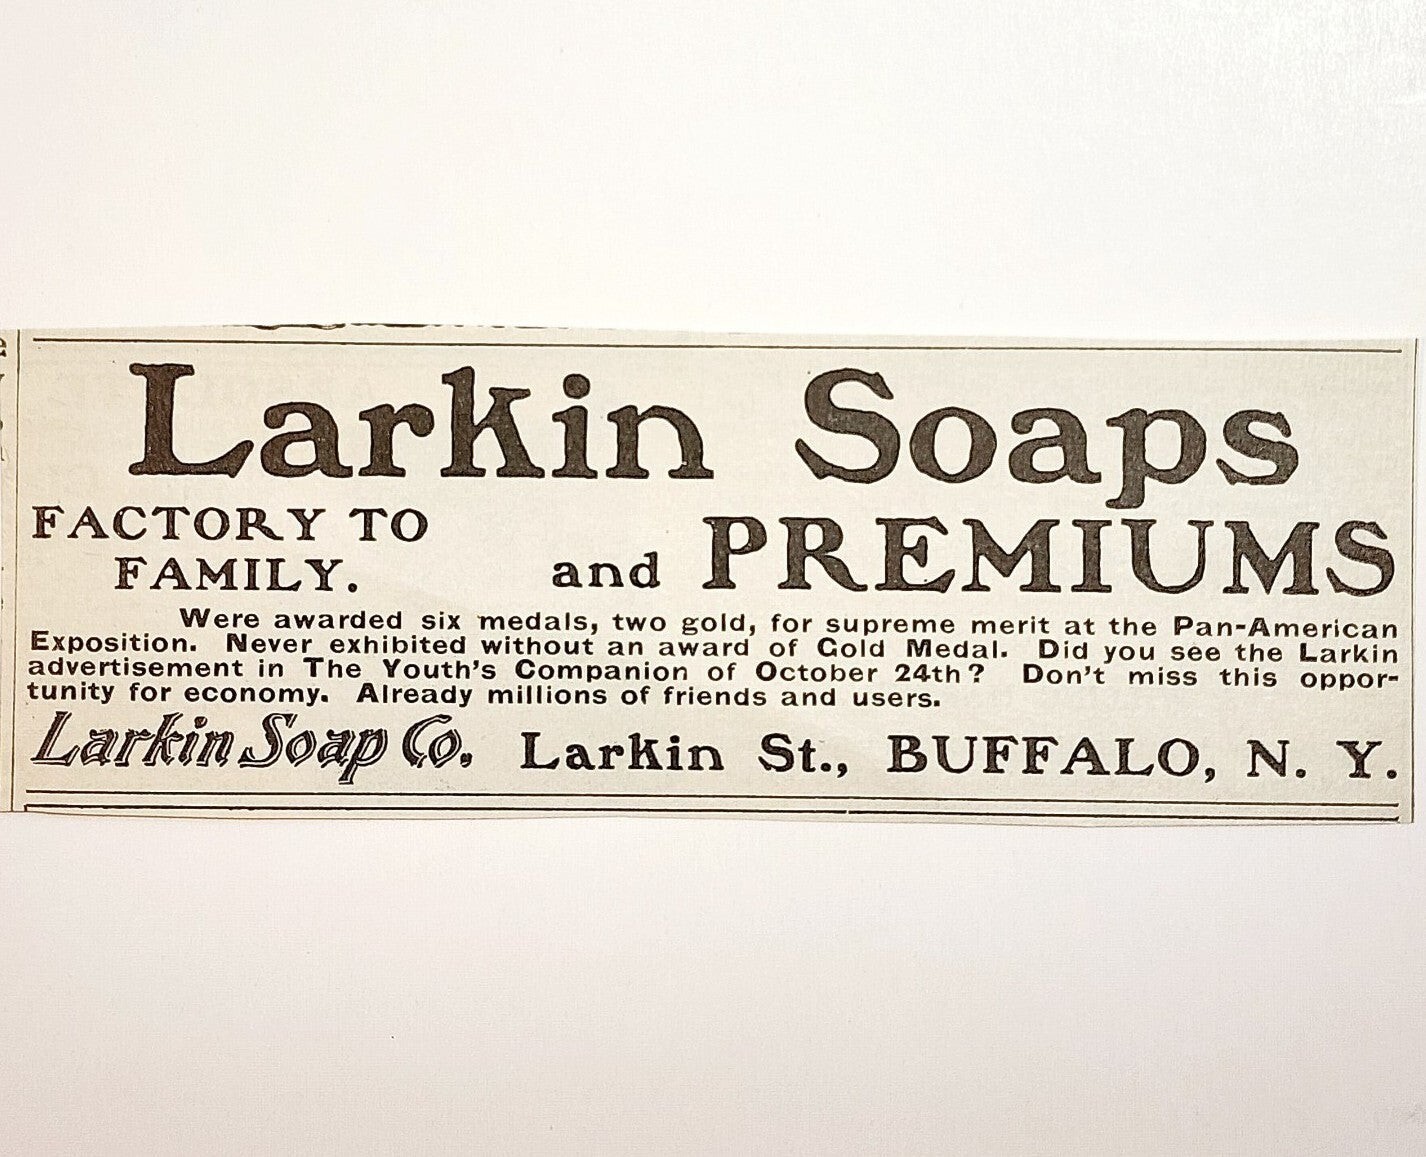 Larkin Soaps
FACTORY TO
FAMILY.
and PREMIUMS
Were awarded six medals, two gold, for supreme merit at the Pan-American
Exposition. Never exhibited without an award of Gold Medal. Did you see the Larkin
advertisement in The Youth's Companion of October 24th? Don't miss this oppor-
tunity for economy. Already millions of friends and users.
Larkin Soap Co. Larkin St., BUFFALO, N. Y.